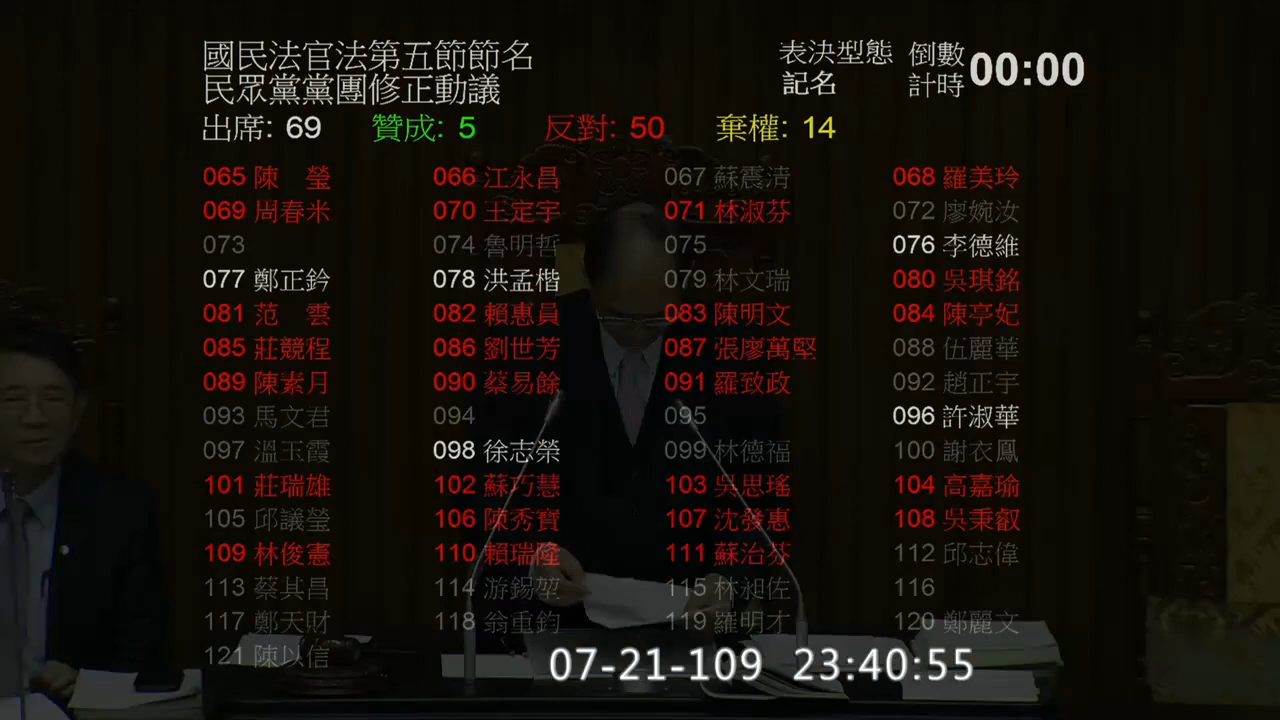 國民法官法第五節節名
民眾黨黨團修正動議
表決型態 記名
倒數計時 00:00
出席: 69 贊成: 5 反對: 50 棄權: 14
065 陳 瑩 066 江永昌 067 蘇震清 068 羅美玲
069 周春米 070 王定宇 071 林淑芬 072 廖婉汝
073 074 魯明哲 075 076 李德維
077 鄭正鈐 078 洪孟楷 079 林文瑞 080 吳琪銘
081 范 雲 082 賴惠員 083 陳明文 084 陳亭妃
085 莊競程 086 劉世芳 087 張廖萬堅 088 伍麗華
089 陳素月 090 蔡易餘 091 羅致政 092 趙正宇
093 馬文君 094 095 096 許淑華
097 溫玉霞 098 徐志榮 099 林德福 100 謝衣鳳
101 莊瑞雄 102 蘇巧慧 103 吳思瑤 104 高嘉瑜
105 邱議瑩 106 陳秀寳 107 沈發惠 108 吳秉叡
109 林俊憲 110 賴瑞隆 111 蘇治芬 112 邱志偉
113 蔡其昌 114 游錫堃 115 林昶佐 116
117 鄭天財 118 翁重鈞 119 羅明才 120 鄭麗文
121 陳以信
07-21-109 23:40:55